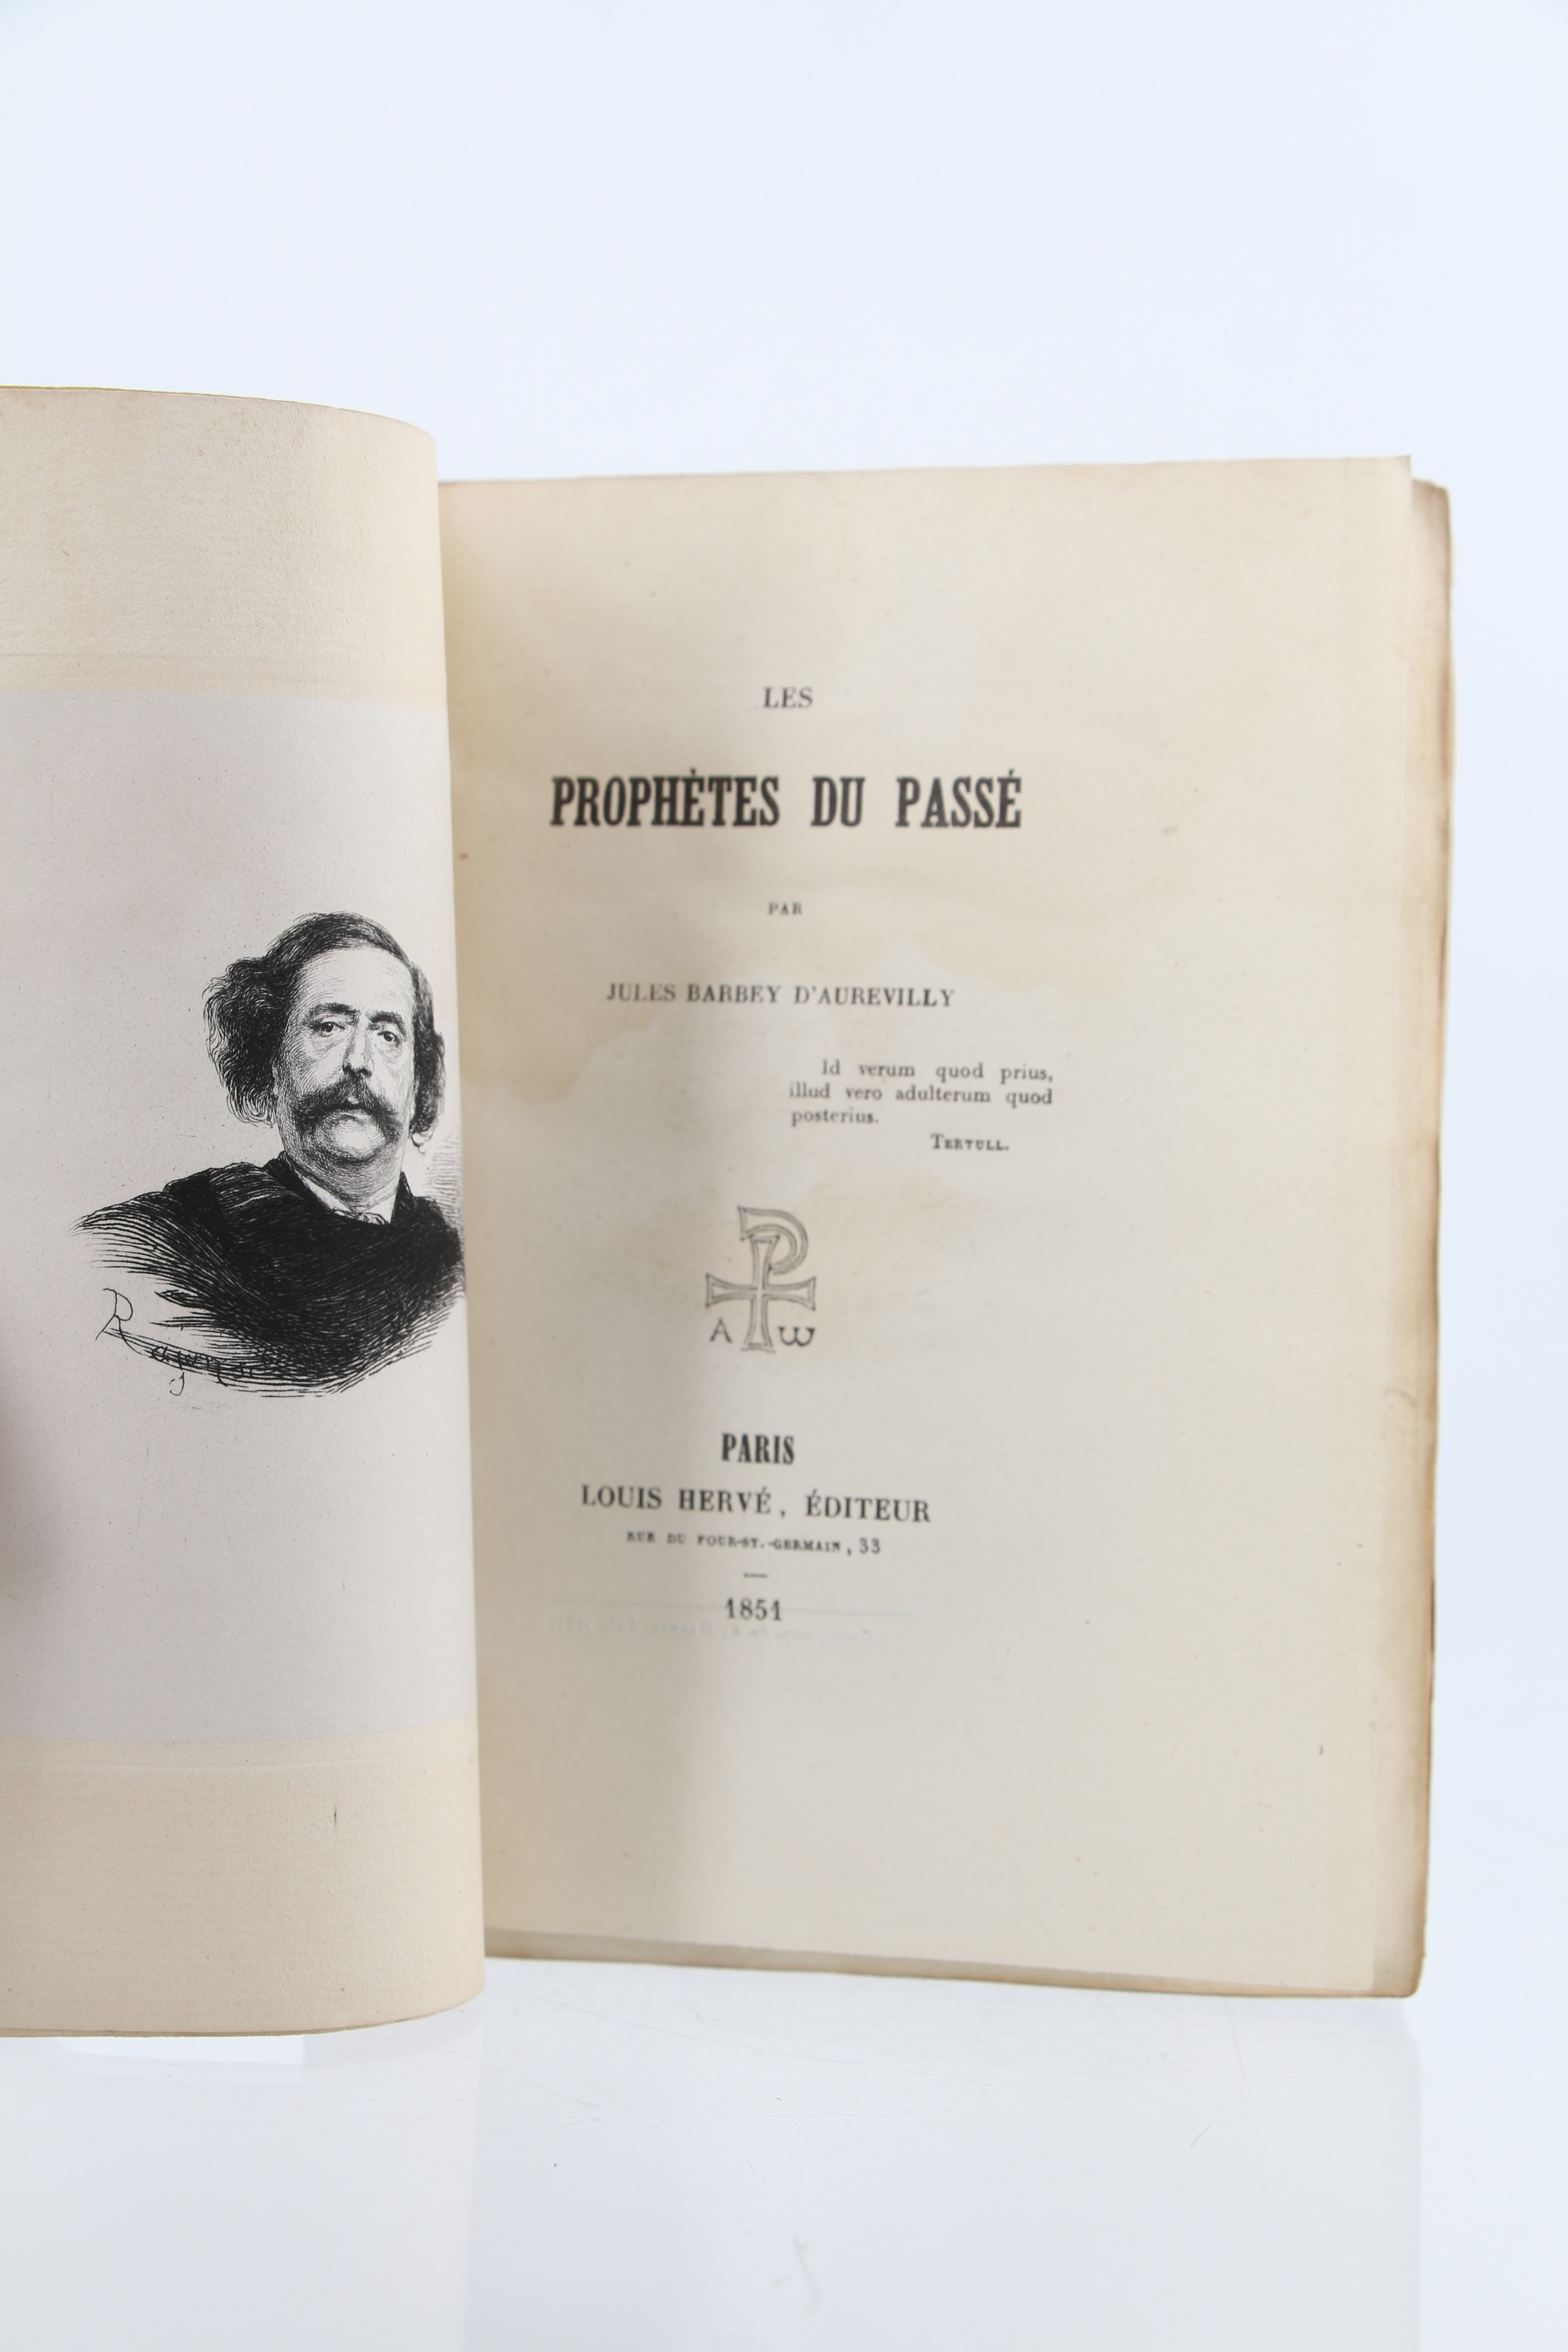 LES
PROPHÈTES DU PASSÉ
PAR
JULES BARBEY D'AUREVILLY
Id verum quod prius,
illud vero adulterum quod
posterius.
TERTULL.
A ω
PARIS
LOUIS HERVÉ, ÉDITEUR
RUE DU FOUR-ST.-GERMAIN, 33
1851